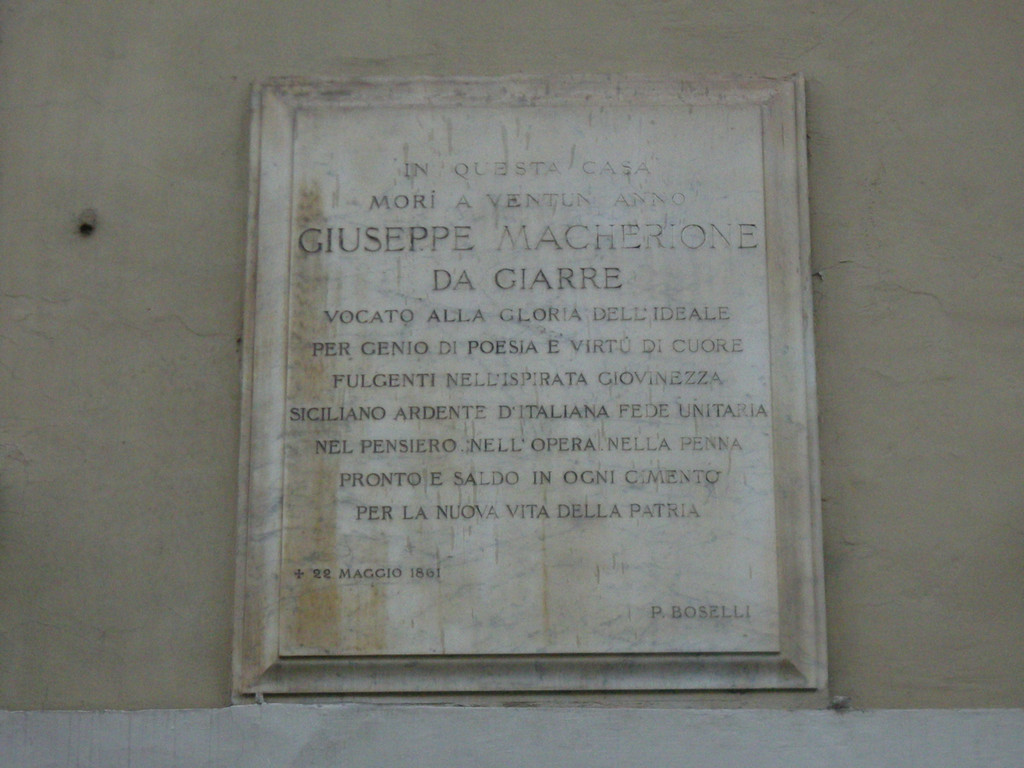 IN QUESTA CASA
MORÌ A VENTUN ANNO
GIUSEPPE MACHERIONE
DA GIARRE
VOCATO ALLA GLORIA DELL'IDEALE
PER GENIO DI POESIA E VIRTÙ DI CUORE
FULGENTI NELL'ISPIRATA GIOVINEZZA
SICILIANO ARDENTE D'ITALIANA FEDE UNITARIA
NEL PENSIERO NELL'OPERA NELLA PENNA
PRONTO E SALDO IN OGNI CIMENTO
PER LA NUOVA VITA DELLA PATRIA
+ 22 MAGGIO 1861
P. BOSELLI